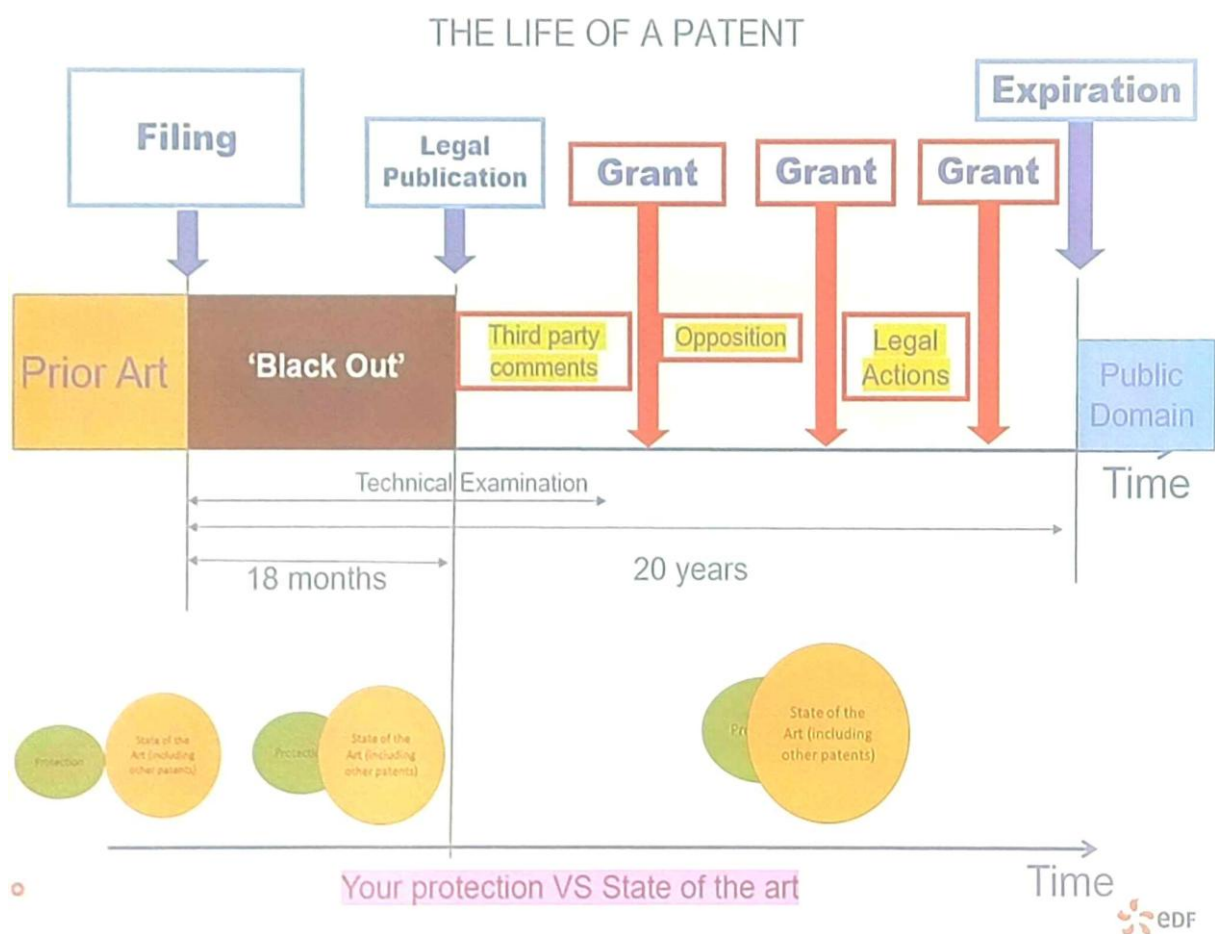 THE LIFE OF A PATENT
Filing
Legal
Publication
Grant
Grant
Grant
Expiration
Prior Art
'Black Out'
Third party
comments
Opposition
Legal
Actions
Public
Domain
Time
Technical Examination
18 months
20 years
Protection
State of the
Art (including
other patents)
Protectio
State of the
Art (including
other patents)
Pr
State of the
Art (including
other patents)
Time
Your protection VS State of the art
eDF